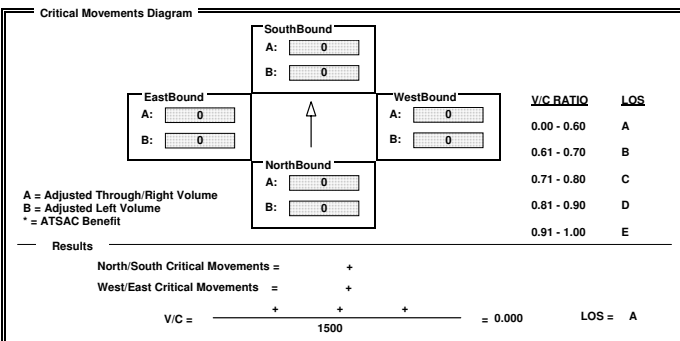 Critical Movements Diagram
SouthBound
A: 0
B: 0
EastBound
A: 0
B: 0
WestBound
A: 0
B: 0
NorthBound
A: 0
B: 0
V/C RATIO LOS
0.00 - 0.60 A
0.61 - 0.70 B
0.71 - 0.80 C
0.81 - 0.90 D
0.91 - 1.00 E
A = Adjusted Through/Right Volume
B = Adjusted Left Volume
* = ATSAC Benefit
Results
North/South Critical Movements = +
West/East Critical Movements = +
V/C = + + + = 0.000 LOS = A
1500